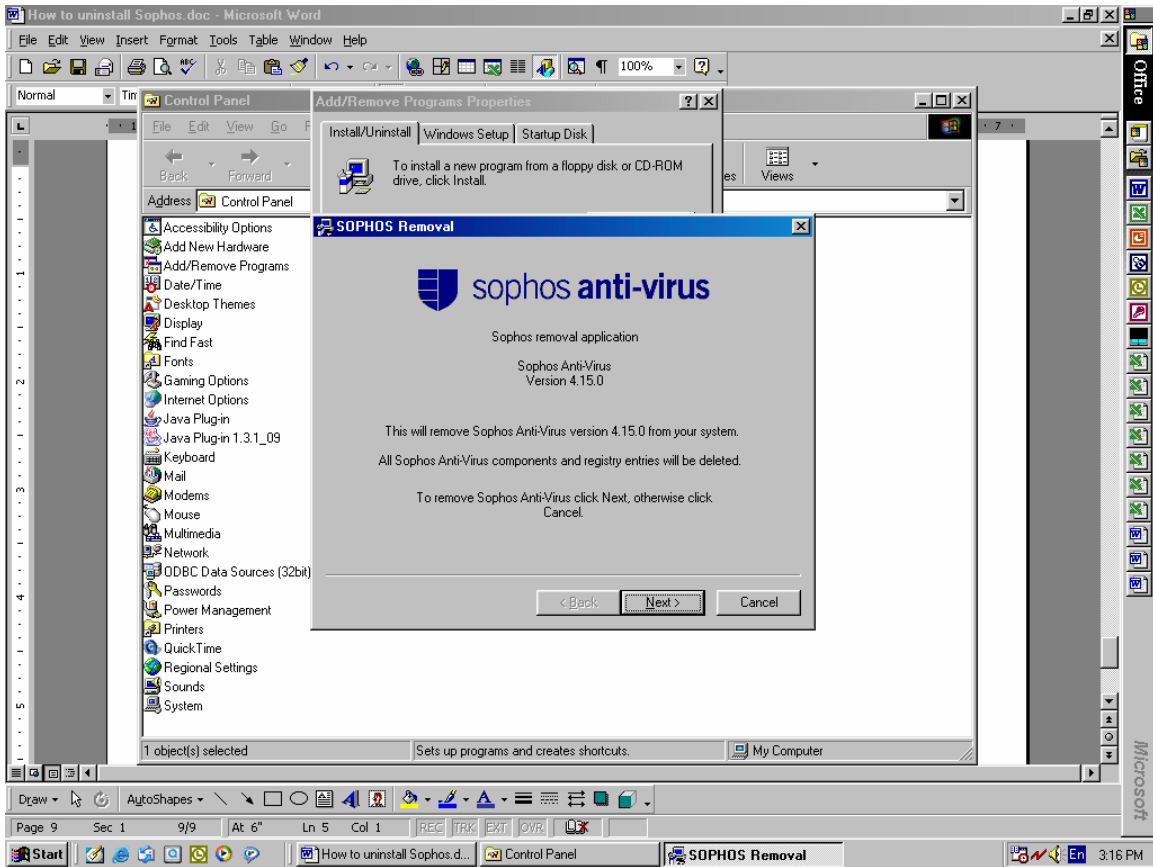 How to uninstall Sophos.doc - Microsoft Word
File Edit View Insert Format Tools Table Window Help
100%
Normal
Tim
Control Panel
File Edit View Go F
Back Forward
es Views
Address Control Panel
Add/Remove Programs Properties
Install/Uninstall Windows Setup Startup Disk
To install a new program from a floppy disk or CD-ROM
drive, click Install.
Accessibility Options
Add New Hardware
Add/Remove Programs
Date/Time
Desktop Themes
Display
Find Fast
Fonts
Gaming Options
Internet Options
Java Plug-in
Java Plug-in 1.3.1_09
Keyboard
Mail
Modems
Mouse
Multimedia
Network
ODBC Data Sources (32bit)
Passwords
Power Management
Printers
QuickTime
Regional Settings
Sounds
System
SOPHOS Removal
sophos anti-virus
Sophos removal application
Sophos Anti-Virus
Version 4.15.0
This will remove Sophos Anti-Virus version 4.15.0 from your system.
All Sophos Anti-Virus components and registry entries will be deleted.
To remove Sophos Anti-Virus click Next, otherwise click
Cancel.
< Back Next > Cancel
1 object(s) selected Sets up programs and creates shortcuts. My Computer
Office
Microsoft
1
2
3
4
5
1
7
Draw AutoShapes
Page 9 Sec 1 9/9 At 6" Ln 5 Col 1 REC TRK EXT OVR
Start How to uninstall Sophos.d... Control Panel SOPHOS Removal En 3:16 PM